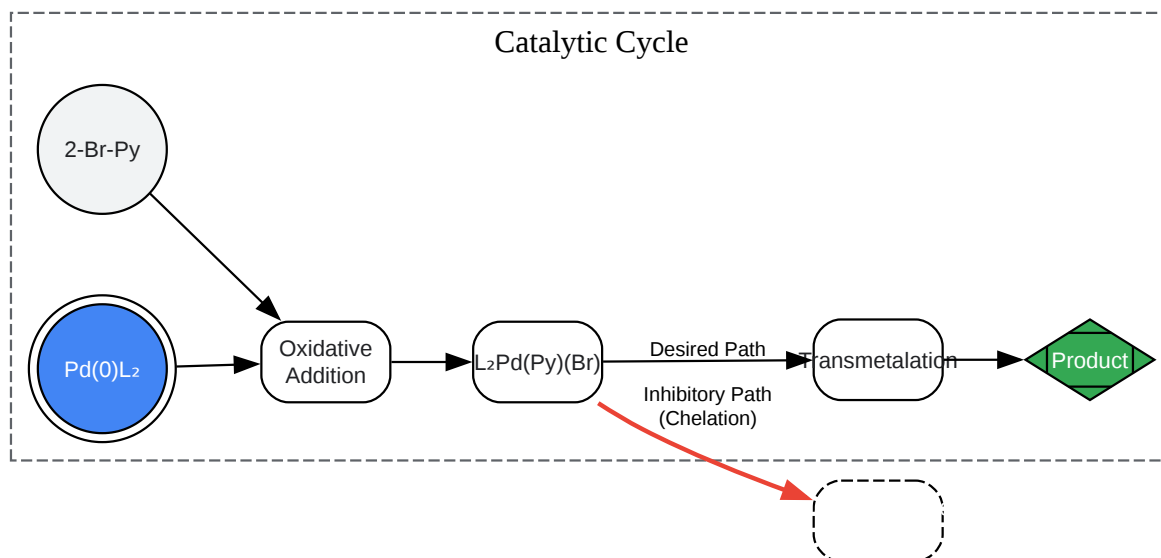 Catalytic Cycle
2-Br-Py
Pd(0)L₂
Oxidative
Addition
L₂Pd(Py)(Br)
Desired Path
Inhibitory Path
(Chelation)
Transmetalation
Product